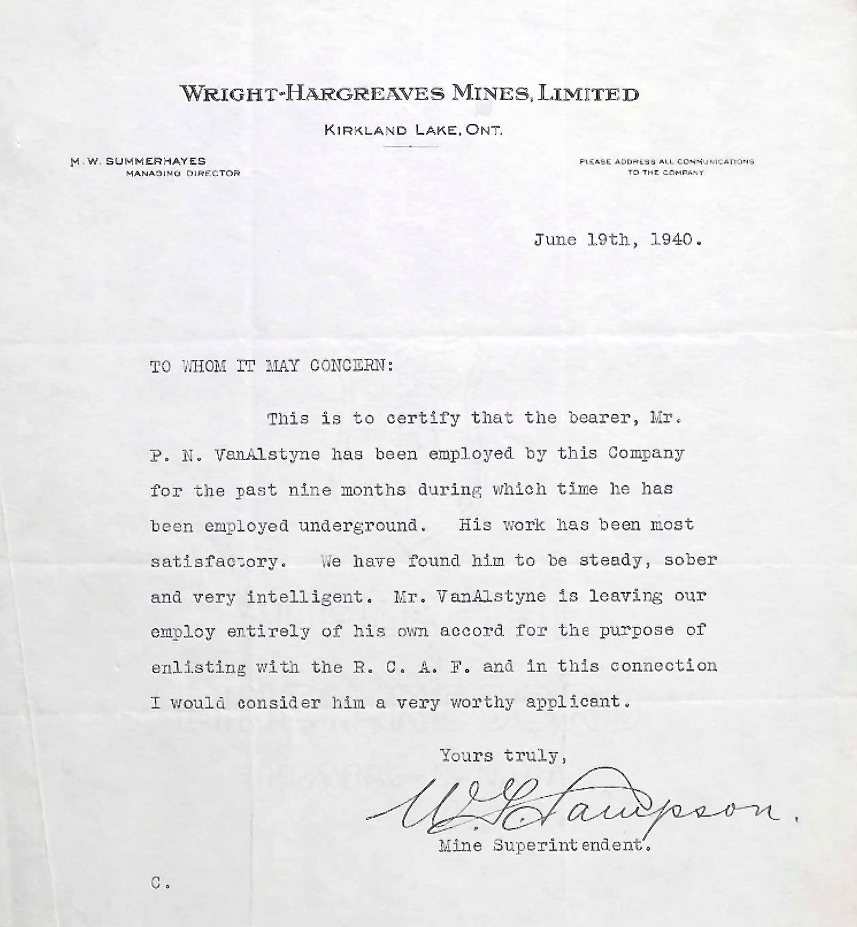 WRIGHT-HARGREAVES MINES, LIMITED
KIRKLAND LAKE, ONT.
M. W. SUMMERHAYES
MANAGING DIRECTOR
PLEASE ADDRESS ALL COMMUNICATIONS
TO THE COMPANY
June 19th, 1940.
TO WHOM IT MAY CONCERN:
This is to certify that the bearer, Mr.
P. N. VanAlstyne has been employed by this Company
for the past nine months during which time he has
been employed underground. His work has been most
satisfactory. We have found him to be steady, sober
and very intelligent. Mr. VanAlstyne is leaving our
employ entirely of his own accord for the purpose of
enlisting with the R. C. A. F. and in this connection
I would consider him a very worthy applicant.
Yours truly,
Sampson.
Mine Superintendent.
C.